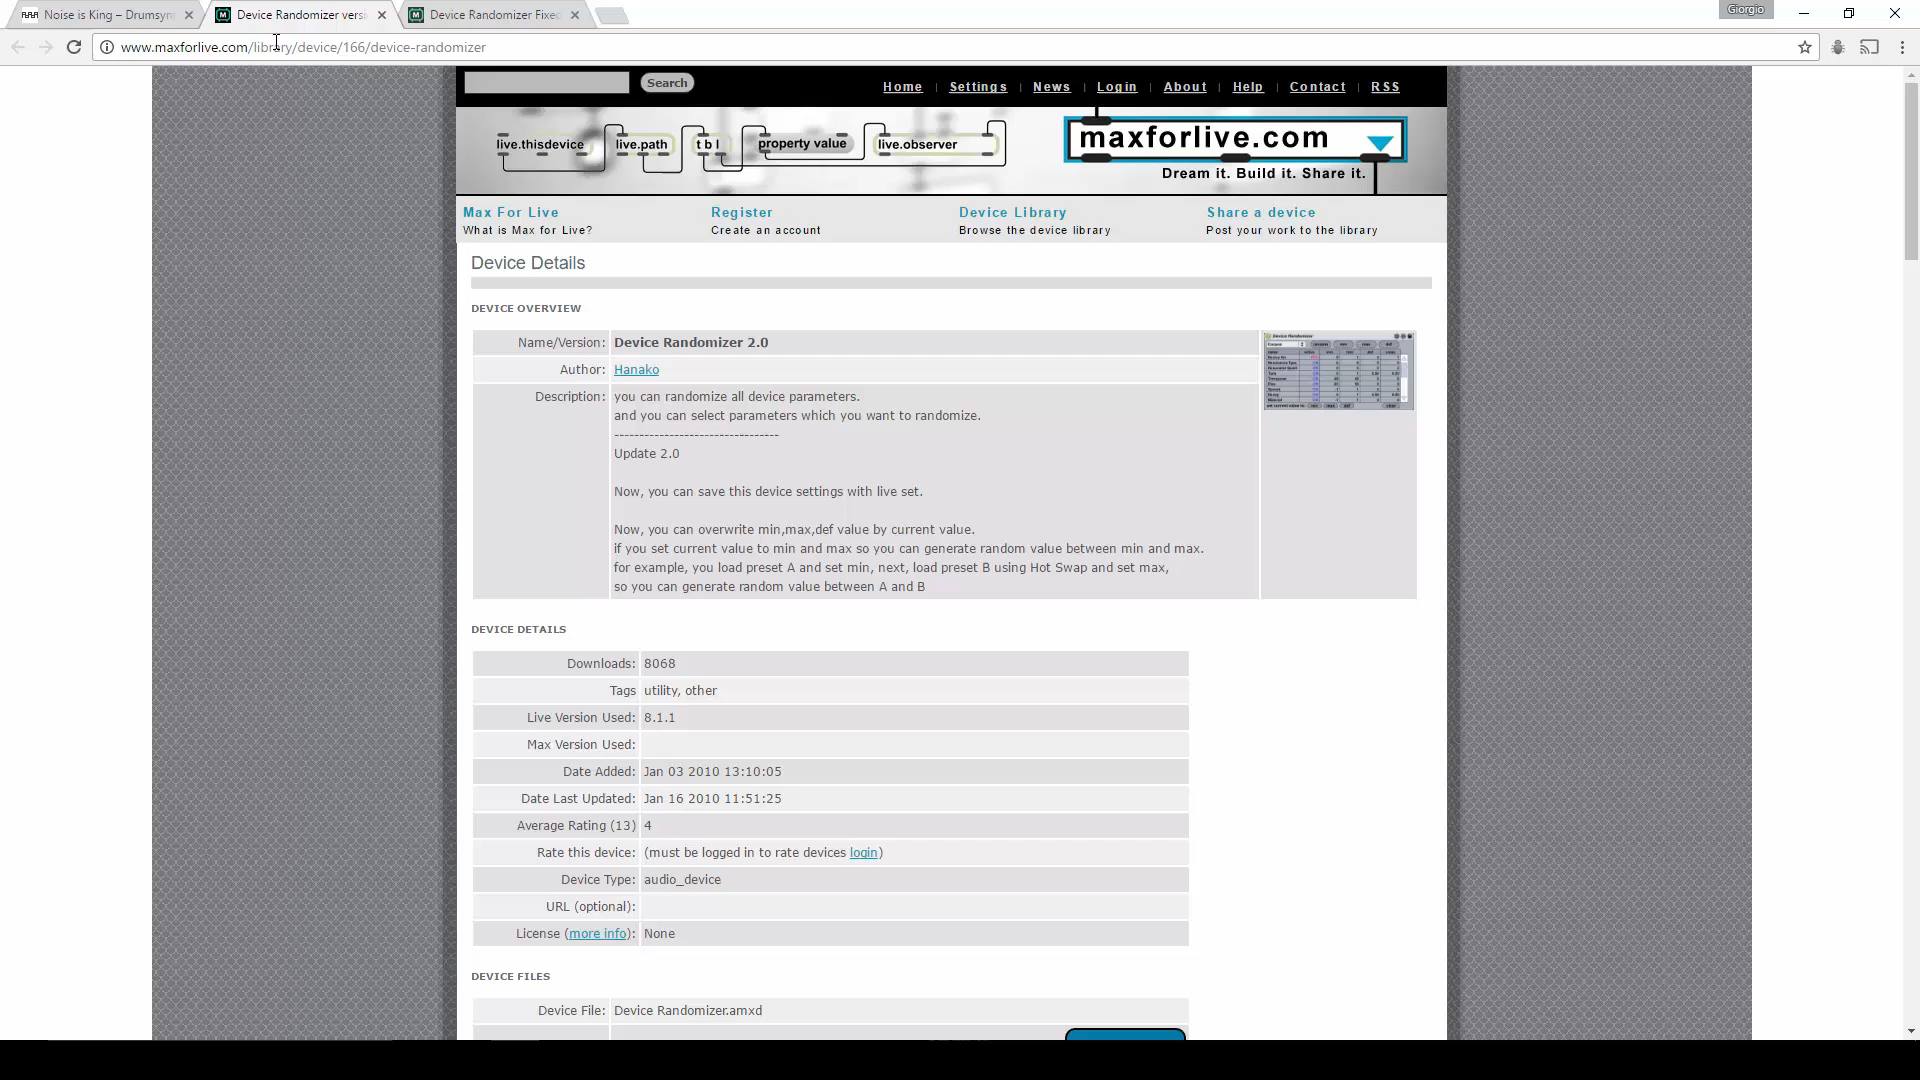 Noise is King – Drumsyn
Device Randomizer versi
Device Randomizer Fixed
Giorgio
www.maxforlive.com/library/device/166/device-randomizer
Search
Home | Settings | News | Login | About | Help | Contact | RSS
live.thisdevice
live.path
t b l
property value
live.observer
maxforlive.com
Dream it. Build it. Share it.
Max For Live
What is Max for Live?
Register
Create an account
Device Library
Browse the device library
Share a device
Post your work to the library
Device Details
DEVICE OVERVIEW
Name/Version: Device Randomizer 2.0
Author: Hanako
Description: you can randomize all device parameters.
and you can select parameters which you want to randomize.
---------------------------------
Update 2.0
Now, you can save this device settings with live set.
Now, you can overwrite min,max,def value by current value.
if you set current value to min and max so you can generate random value between min and max.
for example, you load preset A and set min, next, load preset B using Hot Swap and set max,
so you can generate random value between A and B
DEVICE DETAILS
Downloads: 8068
Tags utility, other
Live Version Used: 8.1.1
Max Version Used:
Date Added: Jan 03 2010 13:10:05
Date Last Updated: Jan 16 2010 11:51:25
Average Rating (13) 4
Rate this device: (must be logged in to rate devices login)
Device Type: audio_device
URL (optional):
License (more info): None
DEVICE FILES
Device File: Device Randomizer.amxd